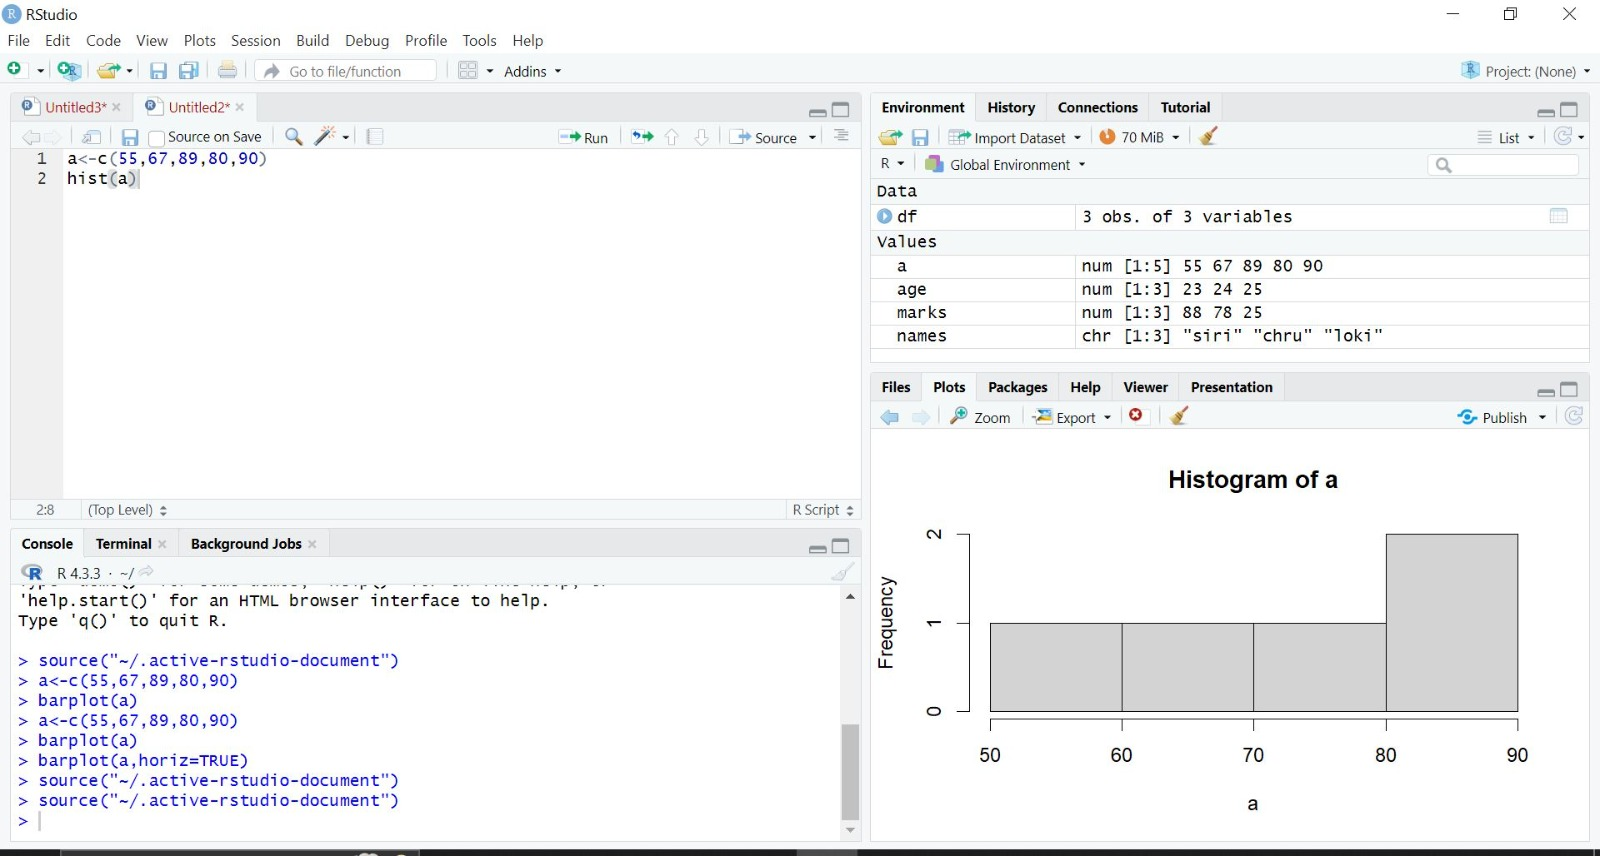 RStudio
File Edit Code View Plots Session Build Debug Profile Tools Help
Go to file/function Addins Project: (None)
Untitled3* Untitled2*
Source on Save Run Source
1 a<-c(55,67,89,80,90)
2 hist(a)
2:8 (Top Level) R Script
Console Terminal Background Jobs
R 4.3.3 · ~/
'help.start()' for an HTML browser interface to help.
Type 'q()' to quit R.
> source("~/.active-rstudio-document")
> a<-c(55,67,89,80,90)
> barplot(a)
> a<-c(55,67,89,80,90)
> barplot(a)
> barplot(a,horiz=TRUE)
> source("~/.active-rstudio-document")
> source("~/.active-rstudio-document")
>
Environment History Connections Tutorial
Import Dataset 70 MiB List
R Global Environment
Data
df 3 obs. of 3 variables
Values
a num [1:5] 55 67 89 80 90
age num [1:3] 23 24 25
marks num [1:3] 88 78 25
names chr [1:3] "siri" "chru" "loki"
Files Plots Packages Help Viewer Presentation
Zoom Export Publish
Histogram of a
Frequency
2
1
0
50 60 70 80 90
a